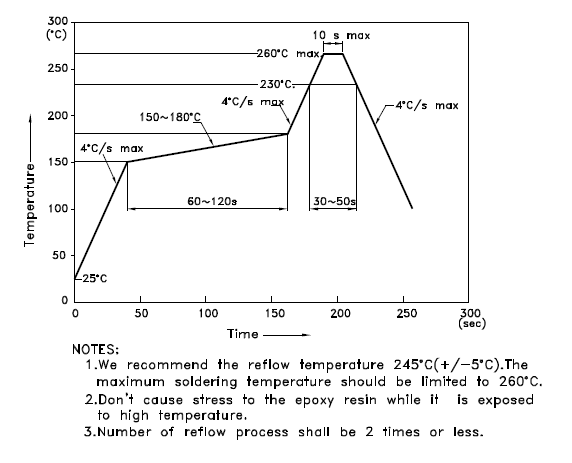 300
(°C)
10 s max
260°C max.
250
230°C.
200
4°C/s max
4°C/s max
150~180°C
4°C/s max
150
60~120s
30~50s
100
50
25°C
0
0
50
100
150
200
250
300
(sec)
Temperature
Time
NOTES:
1.We recommend the reflow temperature 245°C(+/−5°C).The
maximum soldering temperature should be limited to 260°C.
2.Don't cause stress to the epoxy resin while it is exposed
to high temperature.
3.Number of reflow process shall be 2 times or less.